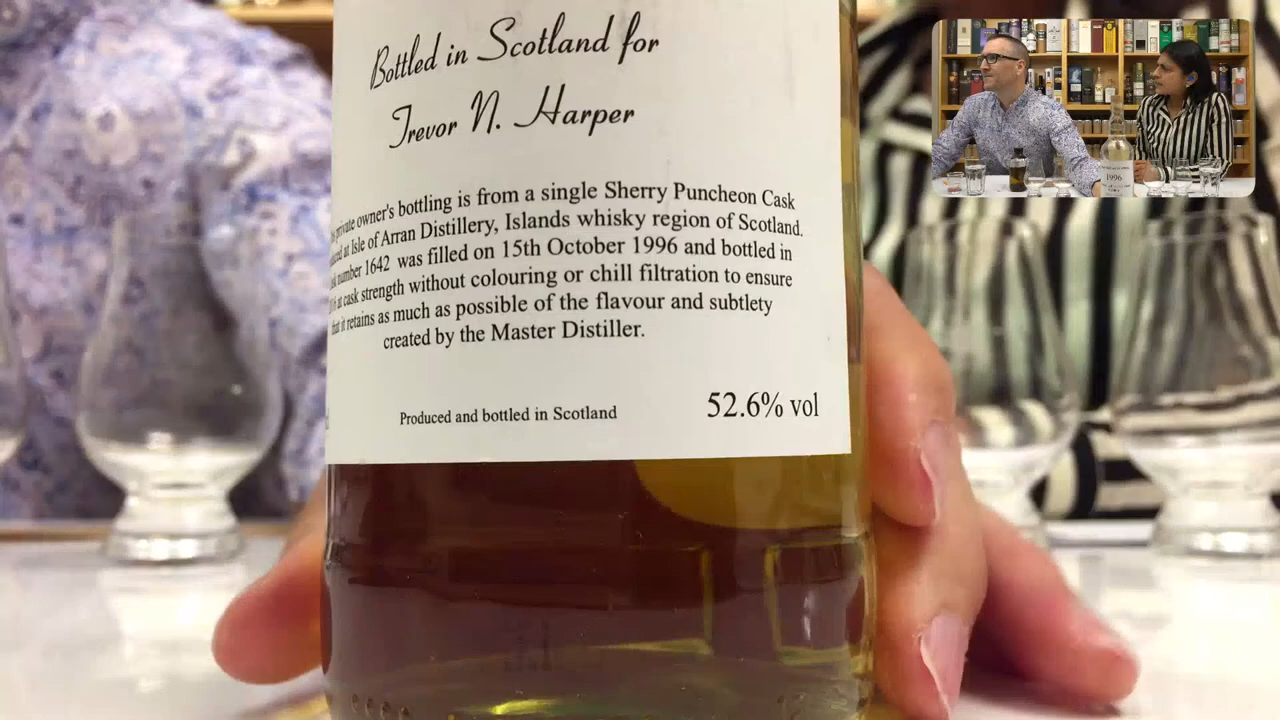 Bottled in Scotland for
Trevor N. Harper
private owner's bottling is from a single Sherry Puncheon Cask
at Isle of Arran Distillery, Islands whisky region of Scotland.
number 1642 was filled on 15th October 1996 and bottled in
at cask strength without colouring or chill filtration to ensure
that it retains as much as possible of the flavour and subtlety
created by the Master Distiller.
Produced and bottled in Scotland
52.6% vol
1996